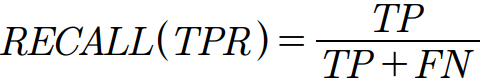 RECALL(TPR) = TP / TP + FN